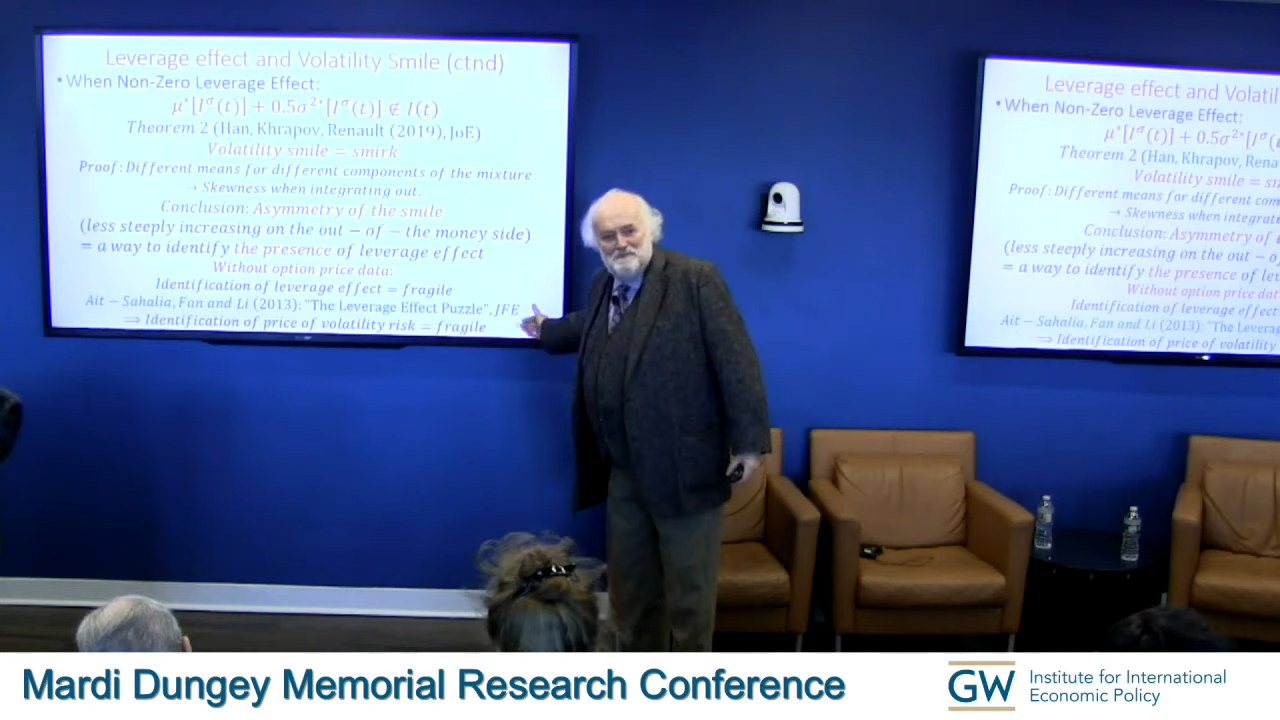 Leverage effect and Volatility Smile (ctnd)
• When Non-Zero Leverage Effect:
μ*[I^σ(t)] + 0.5σ²*[I^σ(t)] ∉ I(t)
Theorem 2 (Han, Khrapov, Renault (2019), JoE)
Volatility smile = smirk
Proof: Different means for different components of the mixture
→ Skewness when integrating out.
Conclusion: Asymmetry of the smile
(less steeply increasing on the out − of − the money side)
= a way to identify the presence of leverage effect
Without option price data:
Identification of leverage effect = fragile
Ait − Sahalia, Fan and Li (2013): "The Leverage Effect Puzzle", JFE
⟹ Identification of price of volatility risk = fragile
Leverage effect and Volatil
• When Non-Zero Leverage Effect:
μ*[I^σ(t)] + 0.5σ²*[I^σ(t
Theorem 2 (Han, Khrapov, Rena
Volatility smile = sm
Proof: Different means for different com
→ Skewness when integrat
Conclusion: Asymmetry of t
(less steeply increasing on the out − of
= a way to identify the presence of lev
Without option price dat
Identification of leverage effect
Ait − Sahalia, Fan and Li (2013): "The Leverag
⟹ Identification of price of volatility
Mardi Dungey Memorial Research Conference
GW
Institute for International
Economic Policy